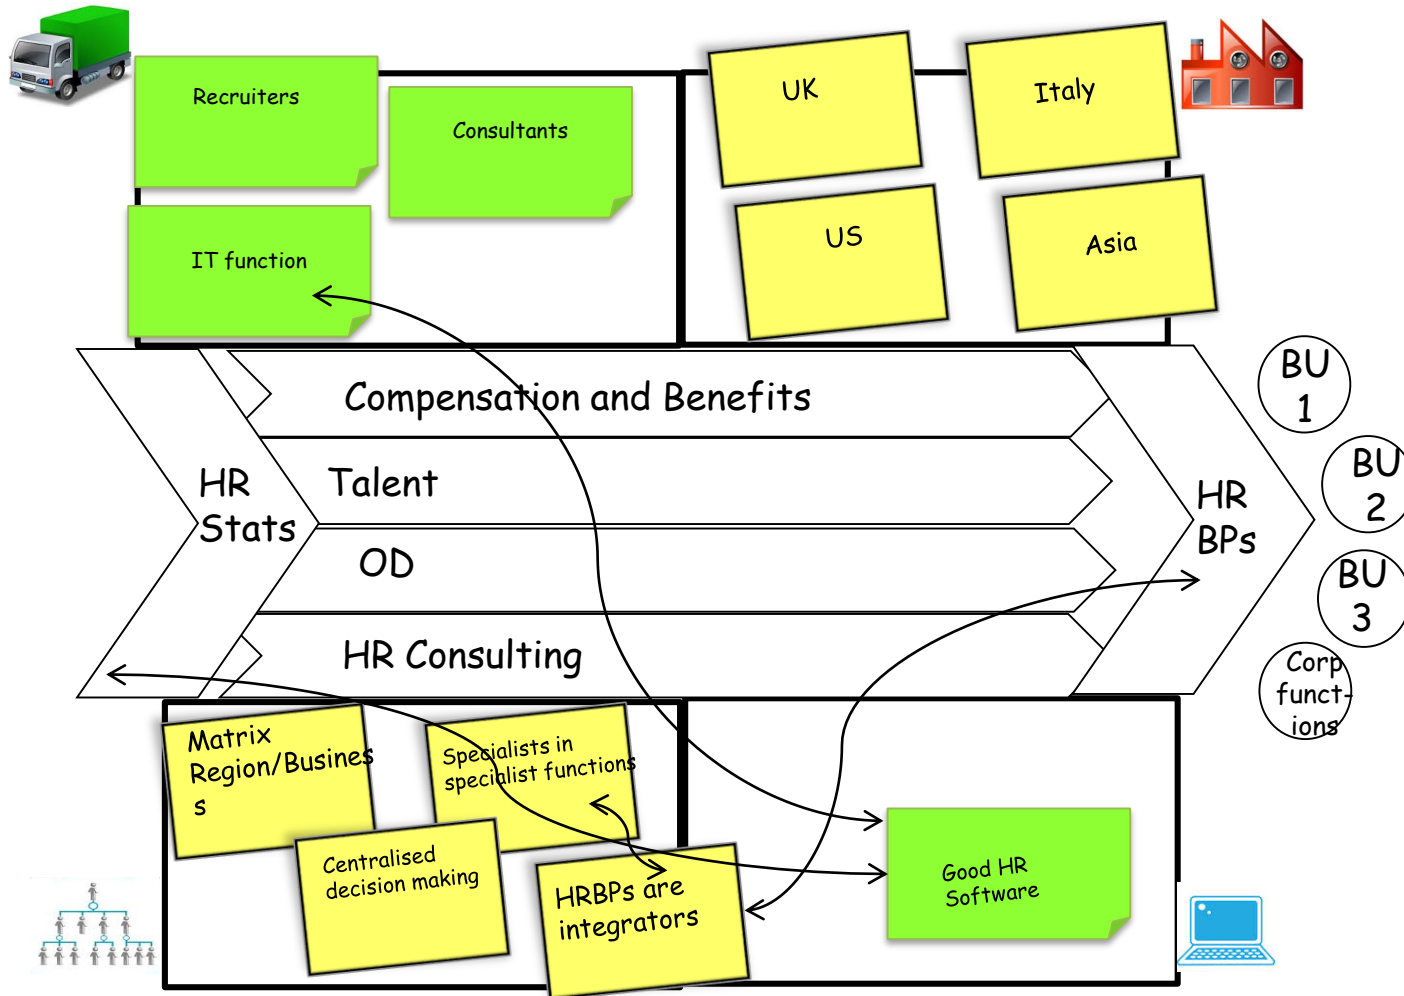 Recruiters
Consultants
UK
Italy
IT function
US
Asia
Compensation and Benefits
HR
Stats
Talent
OD
HR Consulting
HR
BPs
BU
1
BU
2
BU
3
Corp
funct-
ions
Matrix
Region/Busines
s
Specialists in
specialist functions
Centralised
decision making
HRBPs are
integrators
Good HR
Software